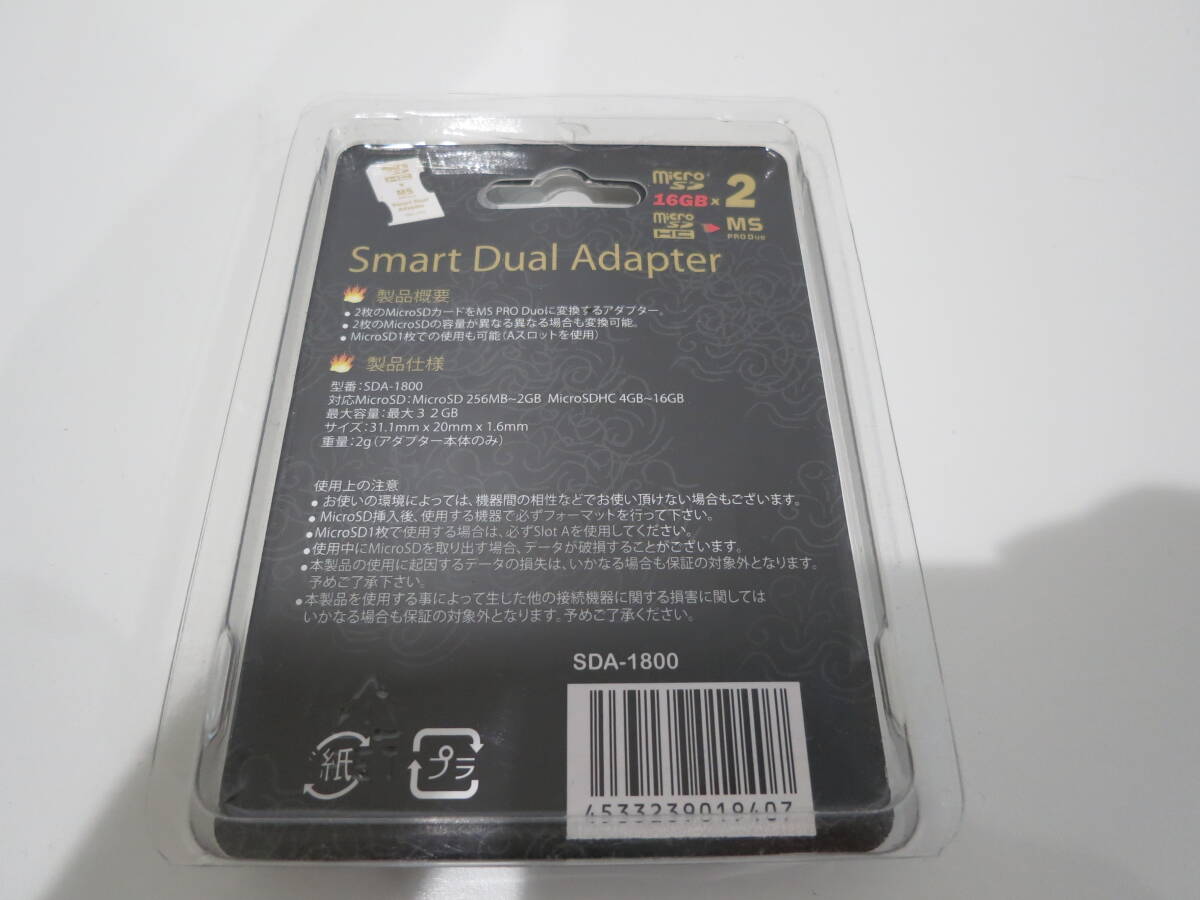 MS
Smart Dual
Adapter
micro
SD
16GB x 2
micro
SD
HC
MS
PRO Duo
Smart Dual Adapter
製品概要
• 2枚のMicroSDカードをMS PRO Duoに変換するアダプター。
• 2枚のMicroSDの容量が異なる異なる場合も変換可能。
• MicroSD1枚での使用も可能(Aスロットを使用)
製品仕様
型番:SDA-1800
対応MicroSD:MicroSD 256MB~2GB MicroSDHC 4GB~16GB
最大容量:最大32GB
サイズ:31.1mm x 20mm x 1.6mm
重量:2g(アダプター本体のみ)
使用上の注意
• お使いの環境によっては、機器間の相性などでお使い頂けない場合もございます。
• MicroSD挿入後、使用する機器で必ずフォーマットを行って下さい。
• MicroSD1枚で使用する場合は、必ずSlot Aを使用してください。
• 使用中にMicroSDを取り出す場合、データが破損することがございます。
• 本製品の使用に起因するデータの損失は、いかなる場合も保証の対象外となります。
予めご了承下さい。
• 本製品を使用する事によって生した他の接続機器に関する損害に関しては
いかなる場合も保証の対象外となります。予めご了承ください。
SDA-1800
紙
プラ
4533239019407